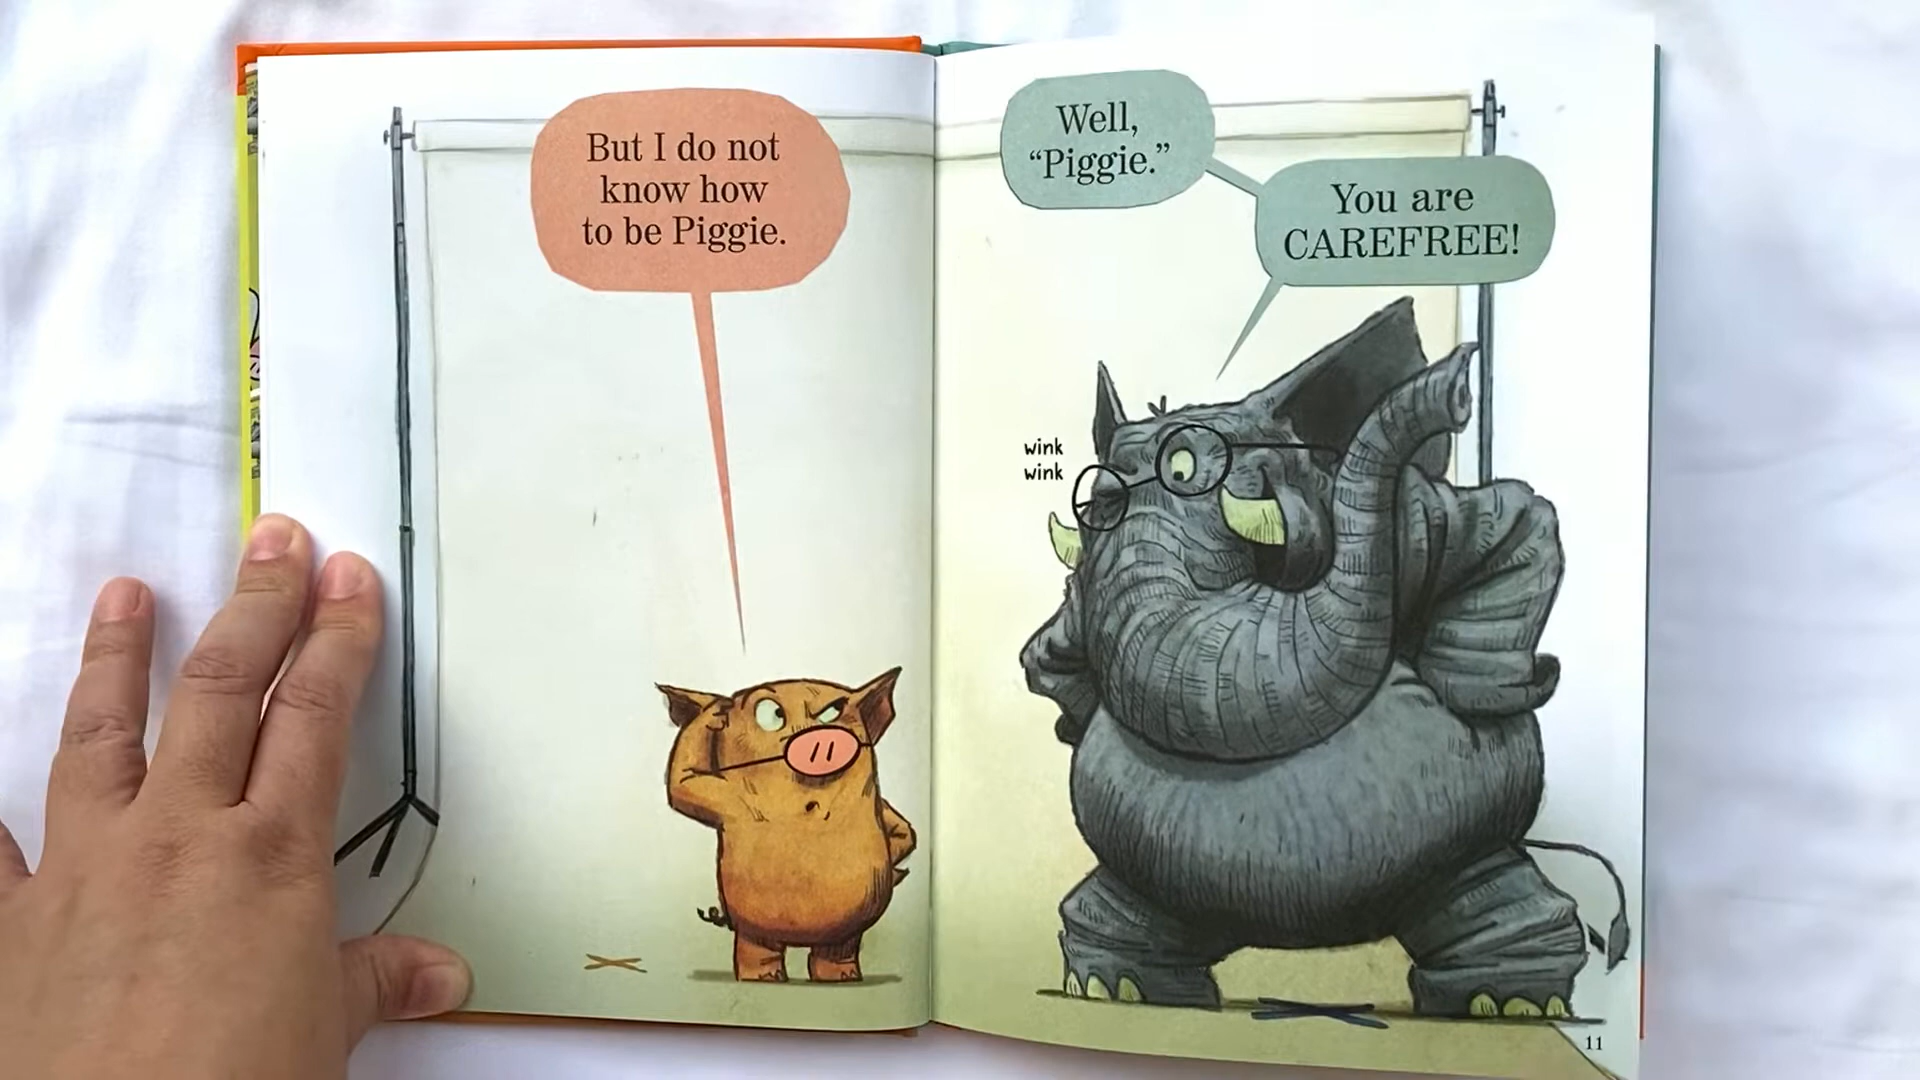 But I do not
know how
to be Piggie.
Well,
“Piggie.”
You are
CAREFREE!
wink
wink
11